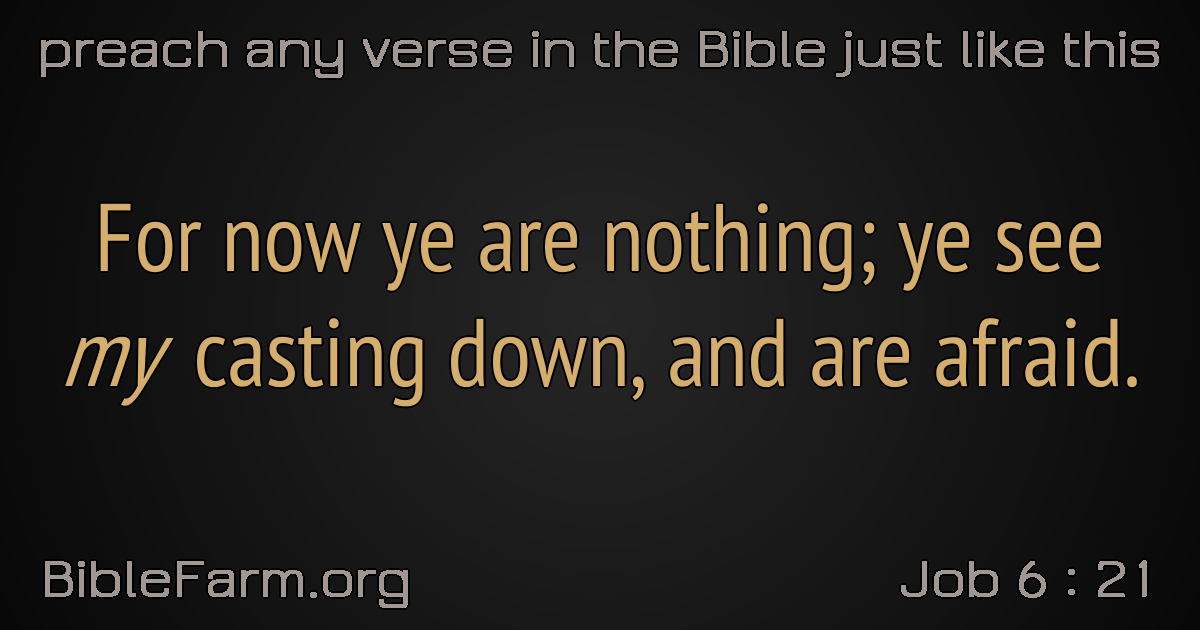 preach any verse in the Bible just like this
For now ye are nothing; ye see
my casting down, and are afraid.
BibleFarm.org
Job 6 : 21